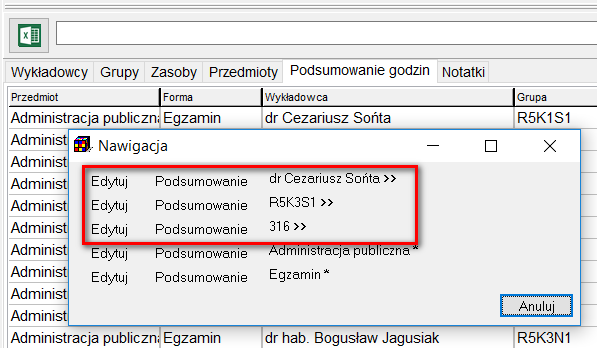 Wykładowcy Grupy Zasoby Przedmioty Podsumowanie godzin Notatki
Przedmiot Forma Wykładowca Grupa
Administracja publiczna Egzamin dr Cezariusz Sońta R5K1S1
Administ
Nawigacja
Administ
Edytuj Podsumowanie dr Cezariusz Sońta >>
Administ
Edytuj Podsumowanie R5K3S1 >>
Administ
Edytuj Podsumowanie 316 >>
Administ
Edytuj Podsumowanie Administracja publiczna *
Administ
Edytuj Podsumowanie Egzamin *
Administ
Administ
Anuluj
Administ
Administracja publiczna Forma Egzamin dr hab. Bogusław Jagusiak R5K3N1